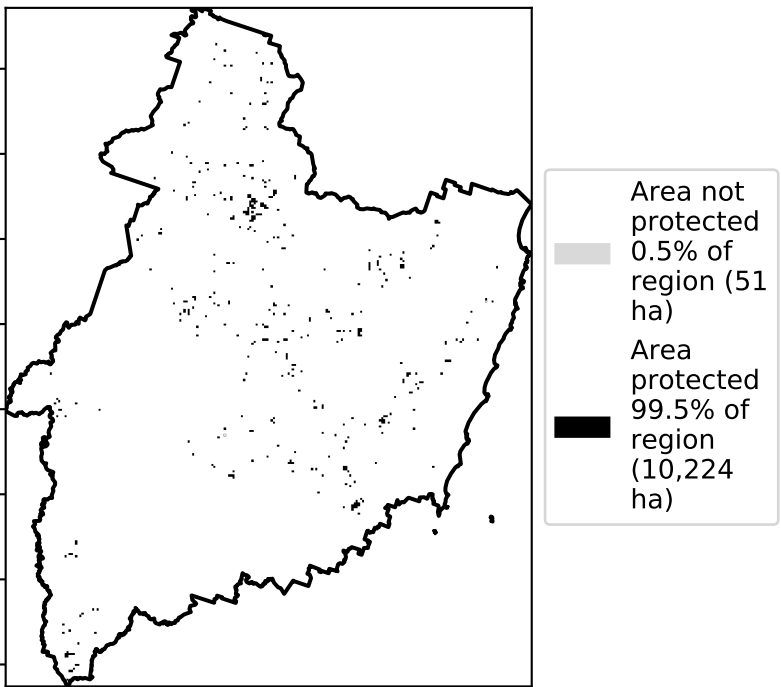 Area not
protected
0.5% of
region (51
ha)
Area
protected
99.5% of
region
(10,224
ha)